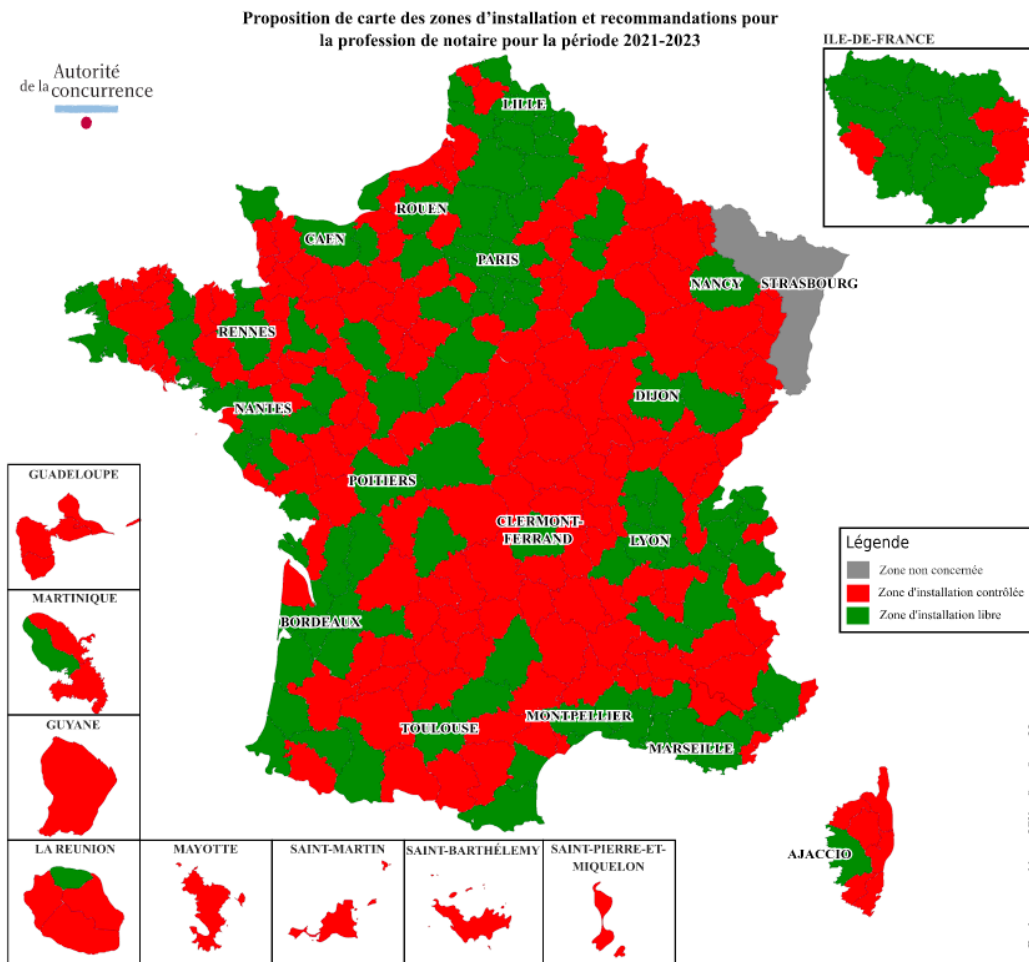 Proposition de carte des zones d’installation et recommandations pour
la profession de notaire pour la période 2021-2023
Autorité
de la concurrence
ILE-DE-FRANCE
LILLE
ROUEN
CAEN
PARIS
NANCY
STRASBOURG
RENNES
NANTES
DIJON
POITIERS
CLERMONT-
FERRAND
LYON
BORDEAUX
TOULOUSE
MONTPELLIER
MARSEILLE
AJACCIO
GUADELOUPE
MARTINIQUE
GUYANE
LA REUNION
MAYOTTE
SAINT-MARTIN
SAINT-BARTHÉLEMY
SAINT-PIERRE-ET-
MIQUELON
Légende
Zone non concernée
Zone d'installation contrôlée
Zone d'installation libre